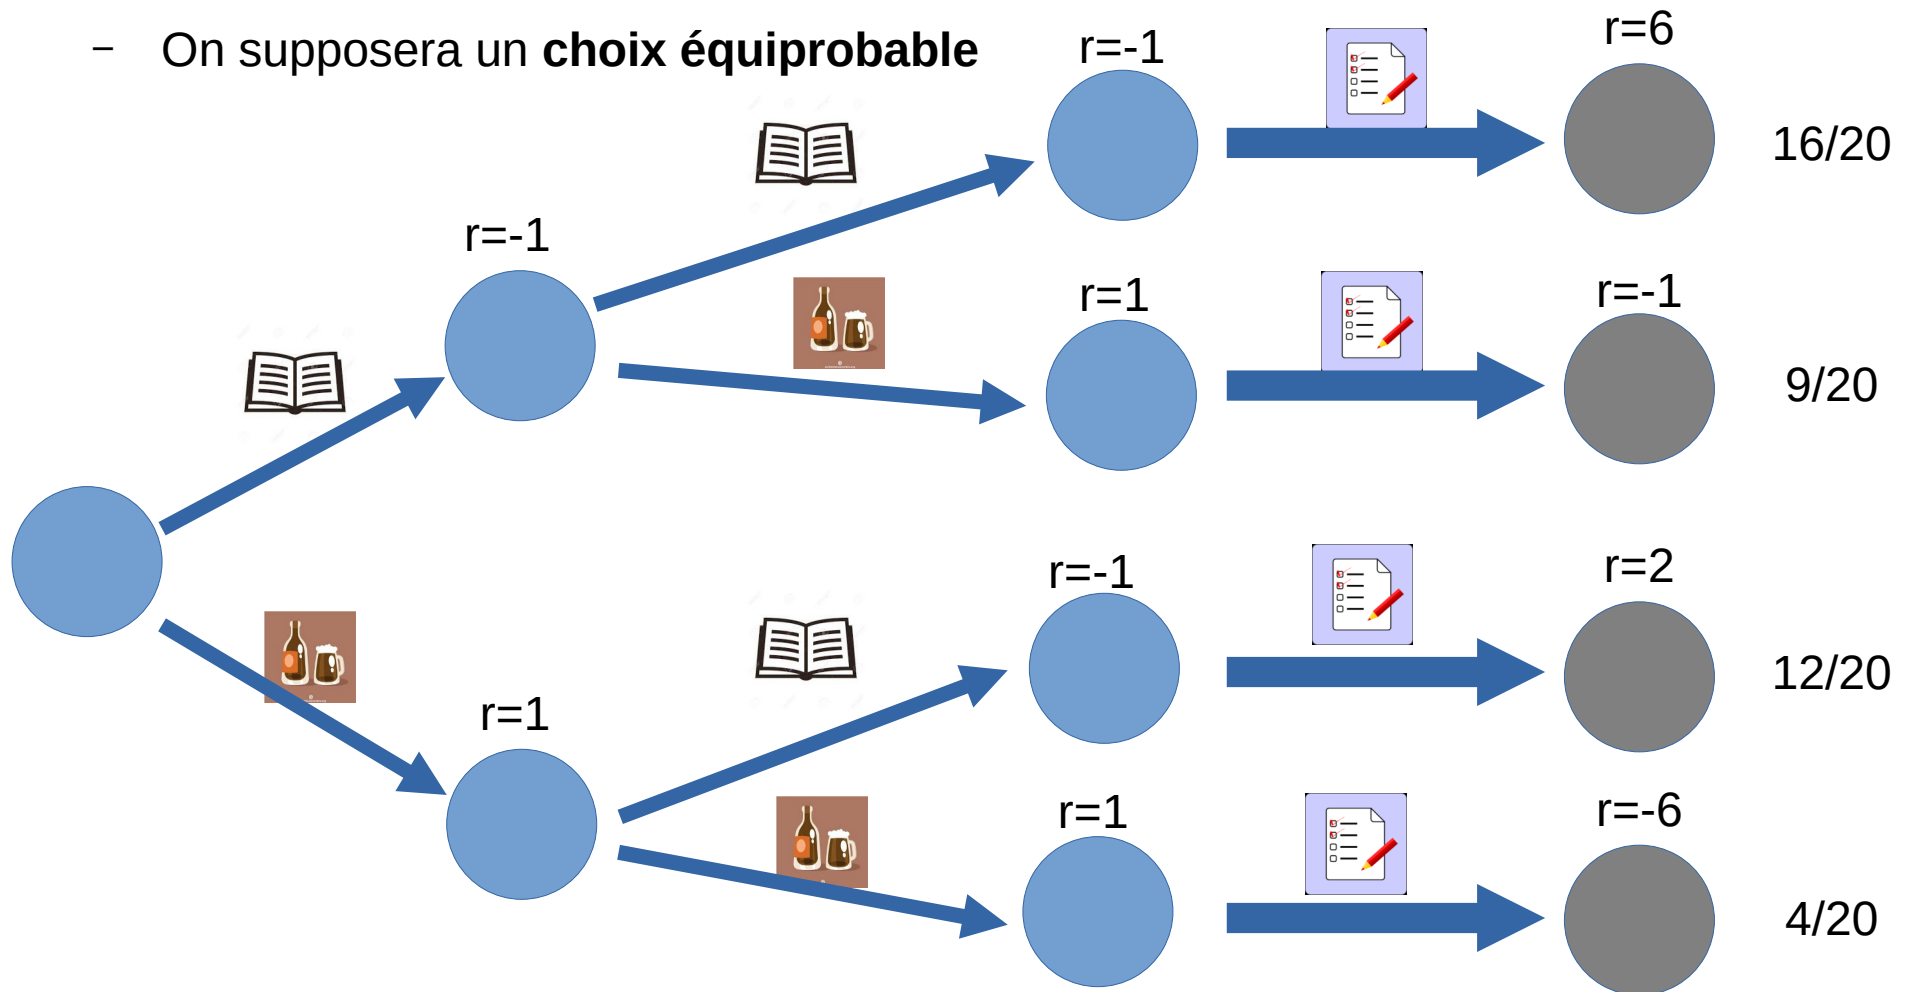 – On supposera un choix équiprobable
r=-1
r=6
16/20
r=-1
r=1
r=-1
9/20
r=-1
r=2
12/20
r=1
r=1
r=-6
4/20